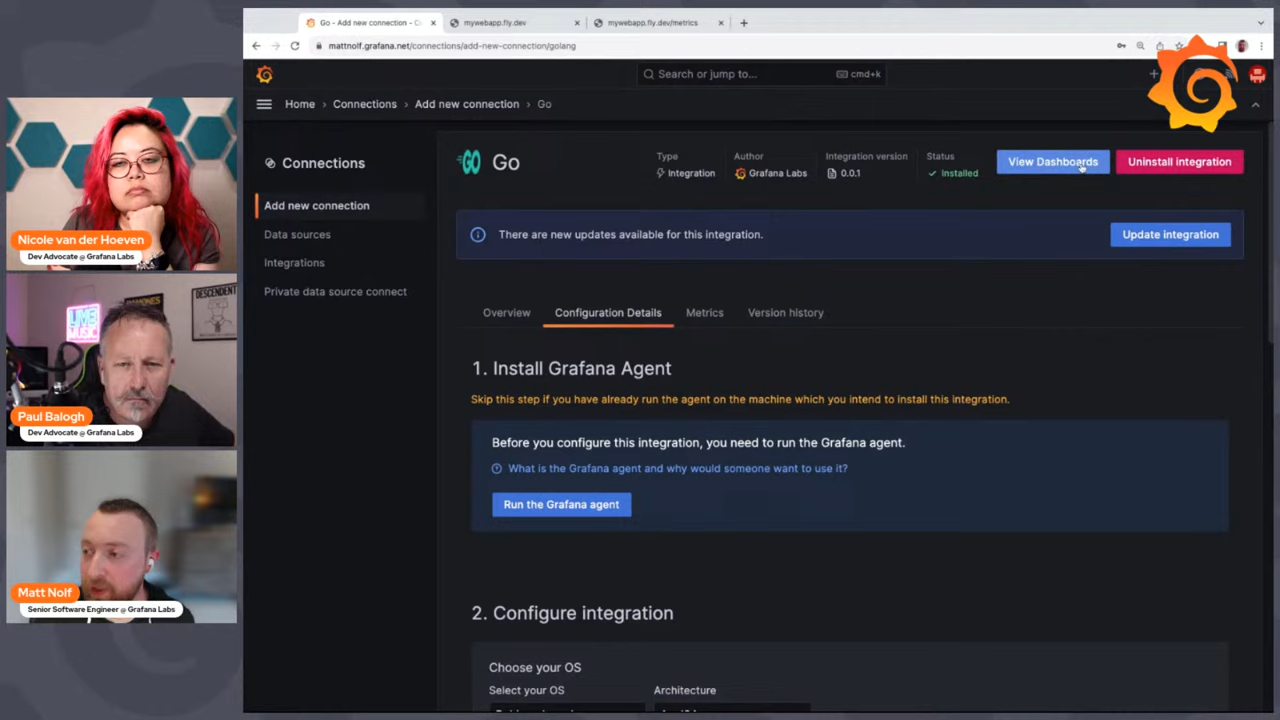 Go - Add new connection - C
mywebapp.fly.dev
mywebapp.fly.dev/metrics
mattnolf.grafana.net/connections/add-new-connection/golang
Search or jump to...
cmd+k
Home
Connections
Add new connection
Go
Connections
Add new connection
Data sources
Integrations
Private data source connect
GO
Go
Type
Integration
Author
Grafana Labs
Integration version
0.0.1
Status
Installed
View Dashboards
Uninstall integration
There are new updates available for this integration.
Update integration
Overview
Configuration Details
Metrics
Version history
1. Install Grafana Agent
Skip this step if you have already run the agent on the machine which you intend to install this integration.
Before you configure this integration, you need to run the Grafana agent.
What is the Grafana agent and why would someone want to use it?
Run the Grafana agent
2. Configure integration
Choose your OS
Select your OS
Architecture
Nicole van der Hoeven
Dev Advocate @ Grafana Labs
RAMONES
DESCENDENT
LIVE
MUSIC
Paul Balogh
Dev Advocate @ Grafana Labs
Matt Nolf
Senior Software Engineer @ Grafana Labs